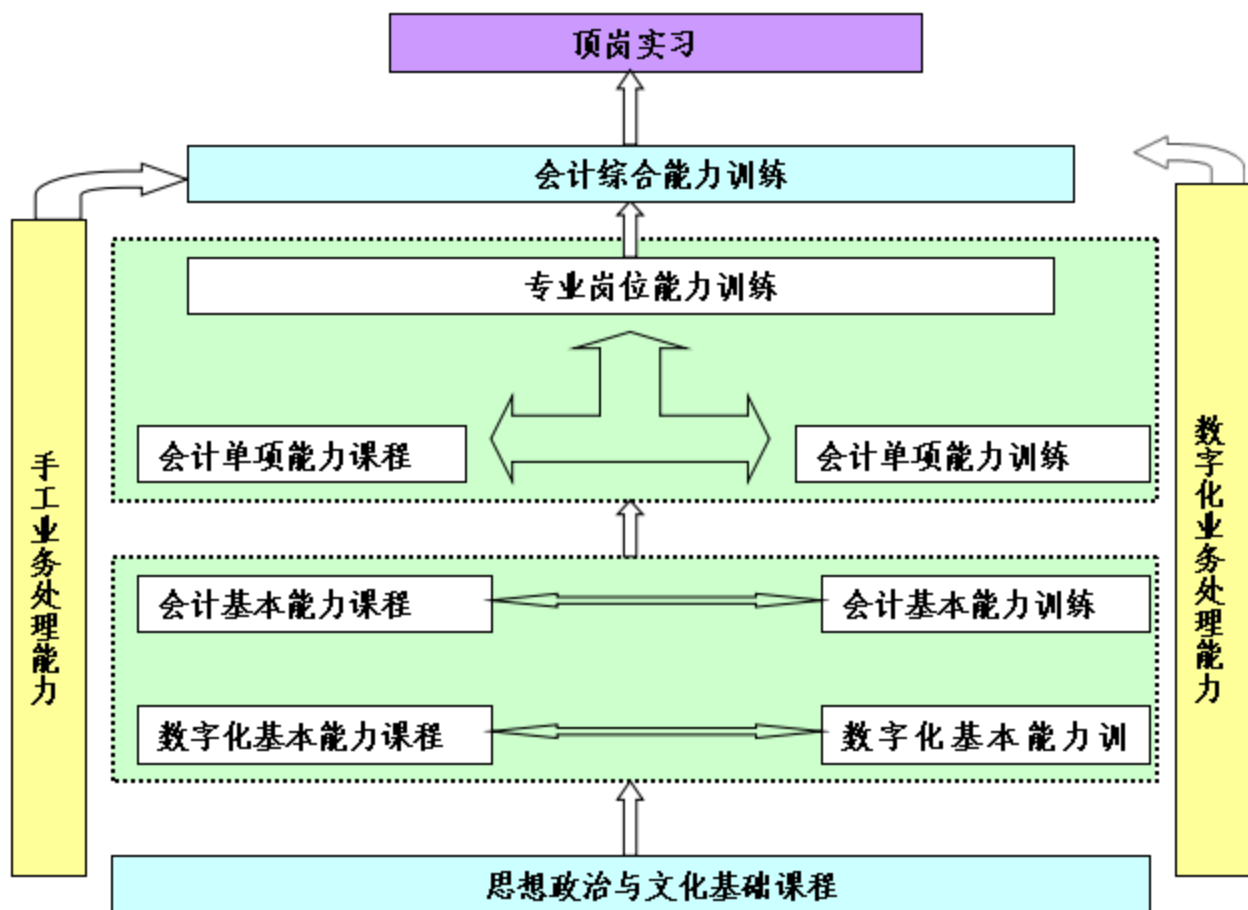 顶岗实习
会计综合能力训练
专业岗位能力训练
会计单项能力课程
会计单项能力训练
会计基本能力课程
会计基本能力训练
数字化基本能力课程
数字化基本能力训
思想政治与文化基础课程
手工业务处理能力
数字化业务处理能力